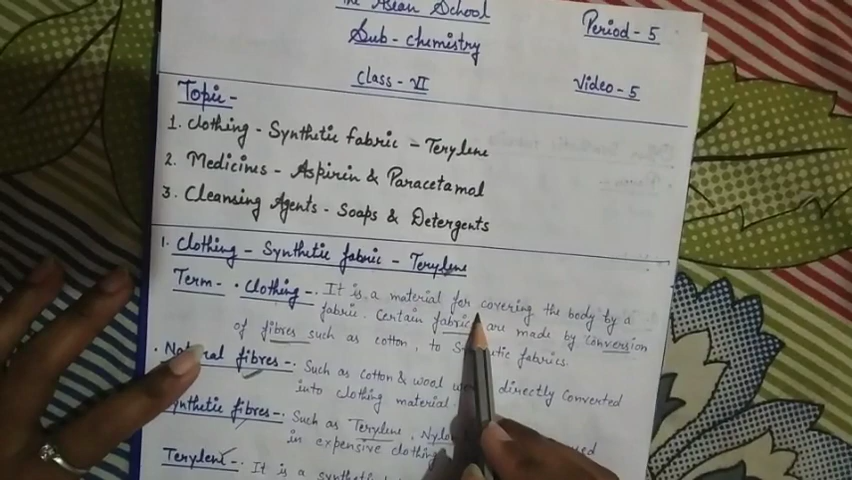 The Asean School
Sub - Chemistry Period - 5
Class - VI Video - 5
Topic -
1. Clothing - Synthetic fabric - Terylene
2. Medicines - Aspirin & Paracetamol
3. Cleansing Agents - Soaps & Detergents
1. Clothing - Synthetic fabric - Terylene
Term - • Clothing -. It is a material for covering the body by a
fabric. Certain fabrics are made by conversion
of fibres such as cotton, to Synthetic fabrics.
• Natural fibres -. Such as cotton & wool directly converted
into clothing material.
Synthetic fibres -. Such as Terylene, Nylo
in expensive clothing
Terylene -. It is a synthetic